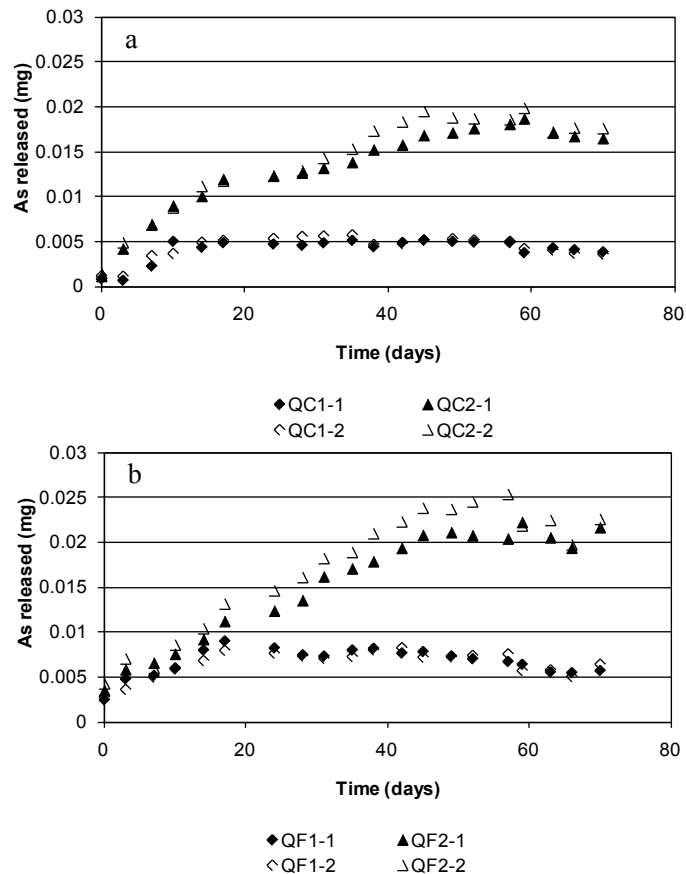 a
0.03
0.025
0.02
0.015
0.01
0.005
0
As released (mg)
0 20 40 60 80
Time (days)
QC1-1 QC2-1
QC1-2 QC2-2
b
0.03
0.025
0.02
0.015
0.01
0.005
0
As released (mg)
0 20 40 60 80
Time (days)
QF1-1 QF2-1
QF1-2 QF2-2